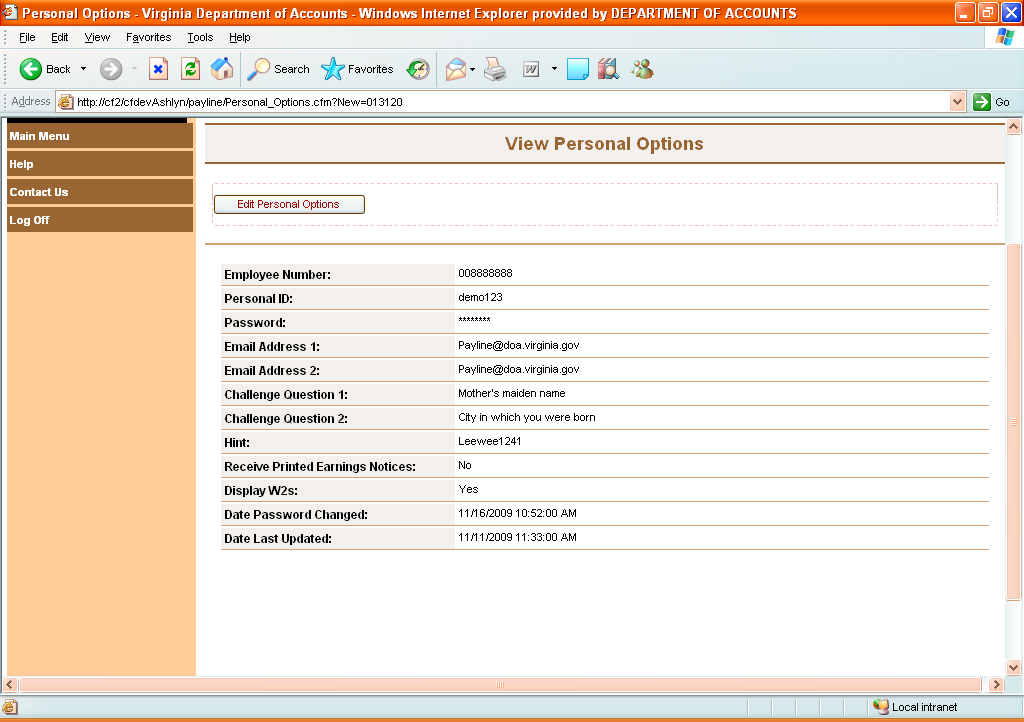 Personal Options - Virginia Department of Accounts - Windows Internet Explorer provided by DEPARTMENT OF ACCOUNTS
File Edit View Favorites Tools Help
Back Search Favorites W
Address http://cf2/cfdevAshlyn/payline/Personal_Options.cfm?New=013120 Go
Main Menu
Help
Contact Us
Log Off
View Personal Options
Edit Personal Options
Employee Number: 008888888
Personal ID: demo123
Password: ********
Email Address 1: Payline@doa.virginia.gov
Email Address 2: Payline@doa.virginia.gov
Challenge Question 1: Mother's maiden name
Challenge Question 2: City in which you were born
Hint: Leewee1241
Receive Printed Earnings Notices: No
Display W2s: Yes
Date Password Changed: 11/16/2009 10:52:00 AM
Date Last Updated: 11/11/2009 11:33:00 AM
Local intranet